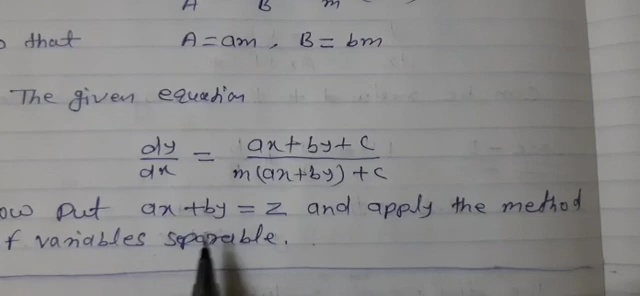 A B m
that A = am, B = bm
The given equation
dy/dx = ax+by+c / m(ax+by)+c
put ax+by = z and apply the method
f variables separable.